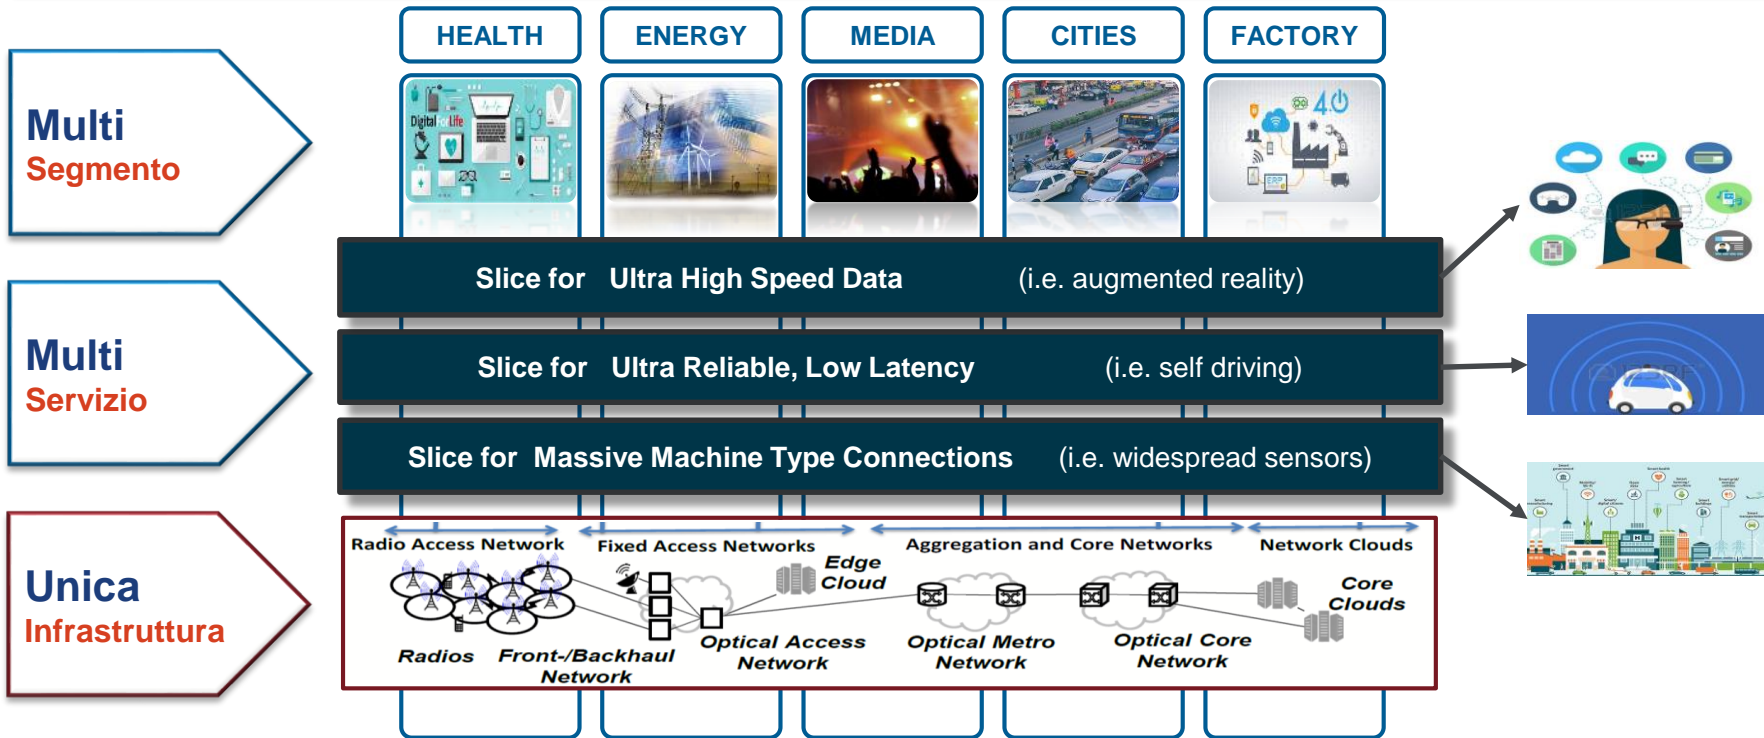 HEALTH
ENERGY
MEDIA
CITIES
FACTORY
Multi
Segmento
Digital for Life
4.0
ERP
Slice for Ultra High Speed Data (i.e. augmented reality)
Multi
Servizio
Slice for Ultra Reliable, Low Latency (i.e. self driving)
Slice for Massive Machine Type Connections (i.e. widespread sensors)
Unica
Infrastruttura
Radio Access Network
Fixed Access Networks
Aggregation and Core Networks
Network Clouds
Edge
Cloud
Core
Clouds
Radios
Front-/Backhaul
Network
Optical Access
Network
Optical Metro
Network
Optical Core
Network